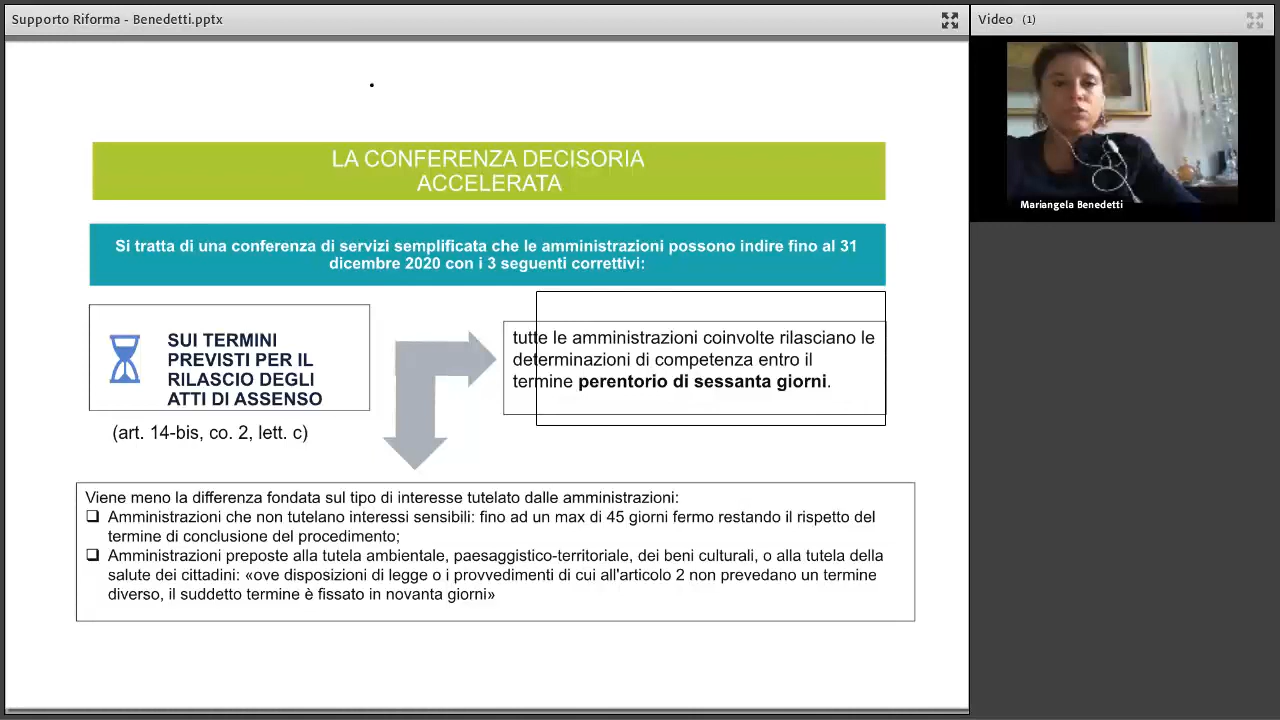 Supporto Riforma - Benedetti.pptx
Video (1)
Mariangela Benedetti
LA CONFERENZA DECISORIA
ACCELERATA
Si tratta di una conferenza di servizi semplificata che le amministrazioni possono indire fino al 31
dicembre 2020 con i 3 seguenti correttivi:
SUI TERMINI
PREVISTI PER IL
RILASCIO DEGLI
ATTI DI ASSENSO
(art. 14-bis, co. 2, lett. c)
tutte le amministrazioni coinvolte rilasciano le
determinazioni di competenza entro il
termine perentorio di sessanta giorni.
Viene meno la differenza fondata sul tipo di interesse tutelato dalle amministrazioni:
❑ Amministrazioni che non tutelano interessi sensibili: fino ad un max di 45 giorni fermo restando il rispetto del
termine di conclusione del procedimento;
❑ Amministrazioni preposte alla tutela ambientale, paesaggistico-territoriale, dei beni culturali, o alla tutela della
salute dei cittadini: «ove disposizioni di legge o i provvedimenti di cui all'articolo 2 non prevedano un termine
diverso, il suddetto termine è fissato in novanta giorni»